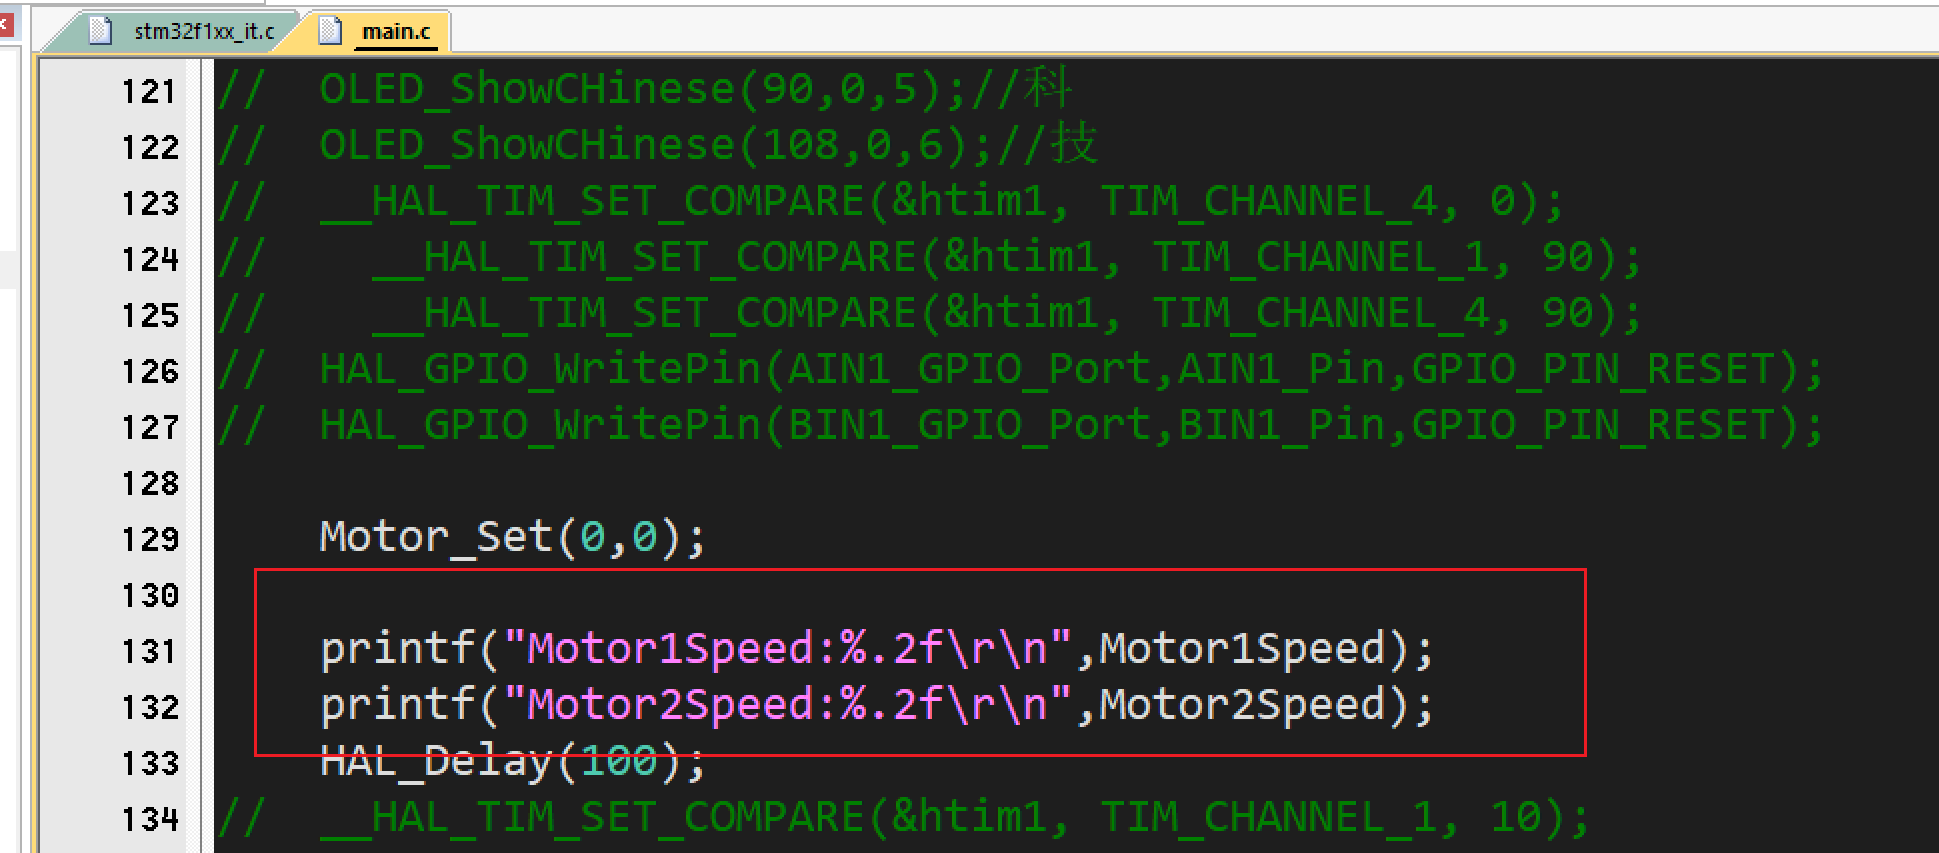 stm32f1xx_it.c main.c
121 // OLED_ShowCHinese(90,0,5);//科
122 // OLED_ShowCHinese(108,0,6);//技
123 // __HAL_TIM_SET_COMPARE(&htim1, TIM_CHANNEL_4, 0);
124 // __HAL_TIM_SET_COMPARE(&htim1, TIM_CHANNEL_1, 90);
125 // __HAL_TIM_SET_COMPARE(&htim1, TIM_CHANNEL_4, 90);
126 // HAL_GPIO_WritePin(AIN1_GPIO_Port,AIN1_Pin,GPIO_PIN_RESET);
127 // HAL_GPIO_WritePin(BIN1_GPIO_Port,BIN1_Pin,GPIO_PIN_RESET);
128
129 Motor_Set(0,0);
130
131 printf("Motor1Speed:%.2f\r\n",Motor1Speed);
132 printf("Motor2Speed:%.2f\r\n",Motor2Speed);
133 HAL_Delay(100);
134 // __HAL_TIM_SET_COMPARE(&htim1, TIM_CHANNEL_1, 10);